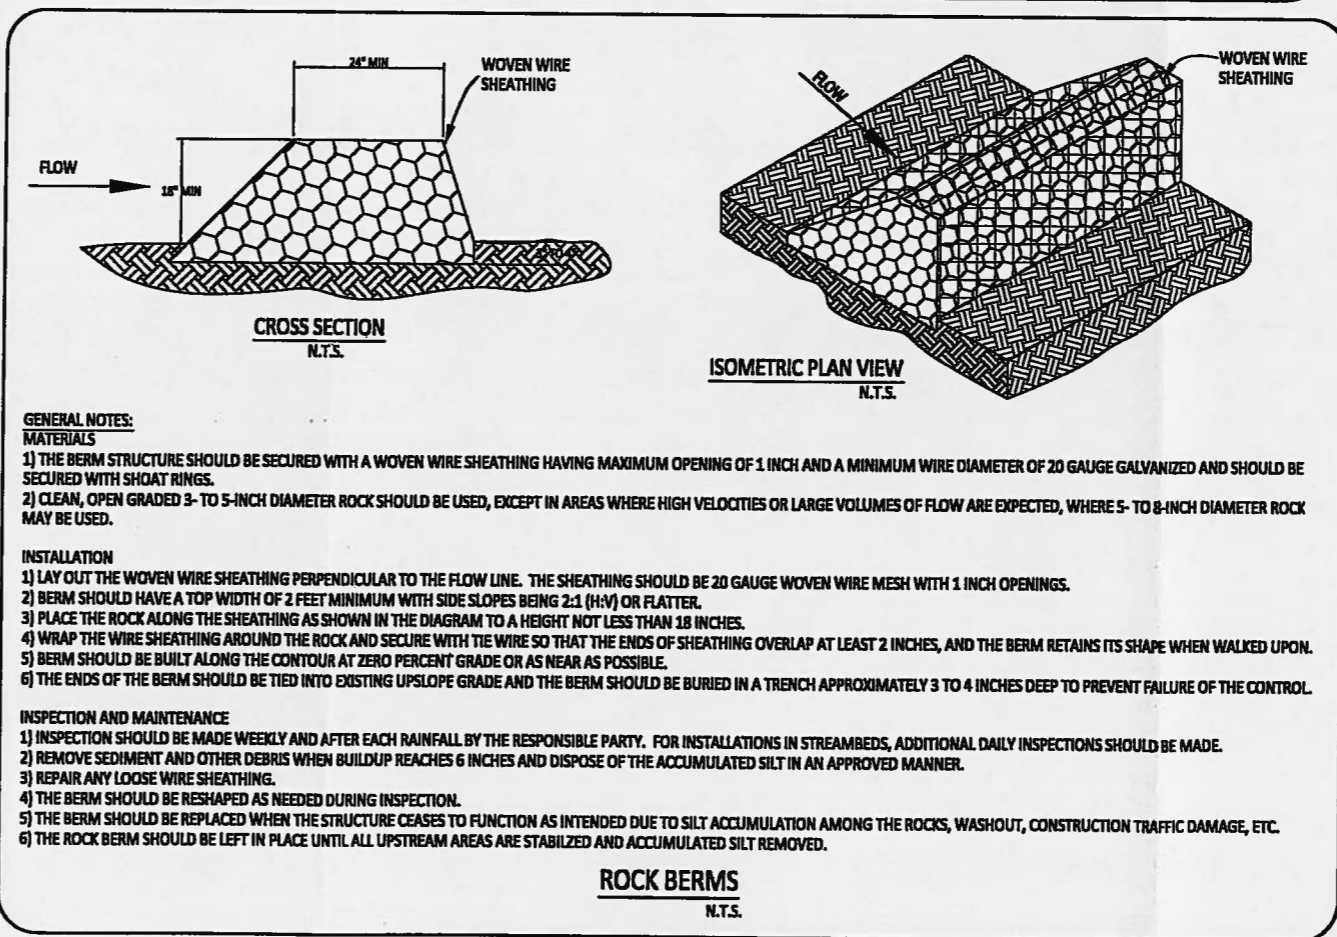 24" MIN
WOVEN WIRE
SHEATHING
FLOW
18" MIN
CROSS SECTION
N.T.S.
FLOW
WOVEN WIRE
SHEATHING
ISOMETRIC PLAN VIEW
N.T.S.
GENERAL NOTES:
MATERIALS
1) THE BERM STRUCTURE SHOULD BE SECURED WITH A WOVEN WIRE SHEATHING HAVING MAXIMUM OPENING OF 1 INCH AND A MINIMUM WIRE DIAMETER OF 20 GAUGE GALVANIZED AND SHOULD BE
SECURED WITH SHOAT RINGS.
2) CLEAN, OPEN GRADED 3- TO 5-INCH DIAMETER ROCK SHOULD BE USED, EXCEPT IN AREAS WHERE HIGH VELOCITIES OR LARGE VOLUMES OF FLOW ARE EXPECTED, WHERE 5- TO 8-INCH DIAMETER ROCK
MAY BE USED.
INSTALLATION
1) LAY OUT THE WOVEN WIRE SHEATHING PERPENDICULAR TO THE FLOW LINE. THE SHEATHING SHOULD BE 20 GAUGE WOVEN WIRE MESH WITH 1 INCH OPENINGS.
2) BERM SHOULD HAVE A TOP WIDTH OF 2 FEET MINIMUM WITH SIDE SLOPES BEING 2:1 (H:V) OR FLATTER.
3) PLACE THE ROCK ALONG THE SHEATHING AS SHOWN IN THE DIAGRAM TO A HEIGHT NOT LESS THAN 18 INCHES.
4) WRAP THE WIRE SHEATHING AROUND THE ROCK AND SECURE WITH TIE WIRE SO THAT THE ENDS OF SHEATHING OVERLAP AT LEAST 2 INCHES, AND THE BERM RETAINS ITS SHAPE WHEN WALKED UPON.
5) BERM SHOULD BE BUILT ALONG THE CONTOUR AT ZERO PERCENT GRADE OR AS NEAR AS POSSIBLE.
6) THE ENDS OF THE BERM SHOULD BE TIED INTO EXISTING UPSLOPE GRADE AND THE BERM SHOULD BE BURIED IN A TRENCH APPROXIMATELY 3 TO 4 INCHES DEEP TO PREVENT FAILURE OF THE CONTROL.
INSPECTION AND MAINTENANCE
1) INSPECTION SHOULD BE MADE WEEKLY AND AFTER EACH RAINFALL BY THE RESPONSIBLE PARTY. FOR INSTALLATIONS IN STREAMBEDS, ADDITIONAL DAILY INSPECTIONS SHOULD BE MADE.
2) REMOVE SEDIMENT AND OTHER DEBRIS WHEN BUILDUP REACHES 6 INCHES AND DISPOSE OF THE ACCUMULATED SILT IN AN APPROVED MANNER.
3) REPAIR ANY LOOSE WIRE SHEATHING.
4) THE BERM SHOULD BE RESHAPED AS NEEDED DURING INSPECTION.
5) THE BERM SHOULD BE REPLACED WHEN THE STRUCTURE CEASES TO FUNCTION AS INTENDED DUE TO SILT ACCUMULATION AMONG THE ROCKS, WASHOUT, CONSTRUCTION TRAFFIC DAMAGE, ETC.
6) THE ROCK BERM SHOULD BE LEFT IN PLACE UNTIL ALL UPSTREAM AREAS ARE STABILZED AND ACCUMULATED SILT REMOVED.
ROCK BERMS
N.T.S.